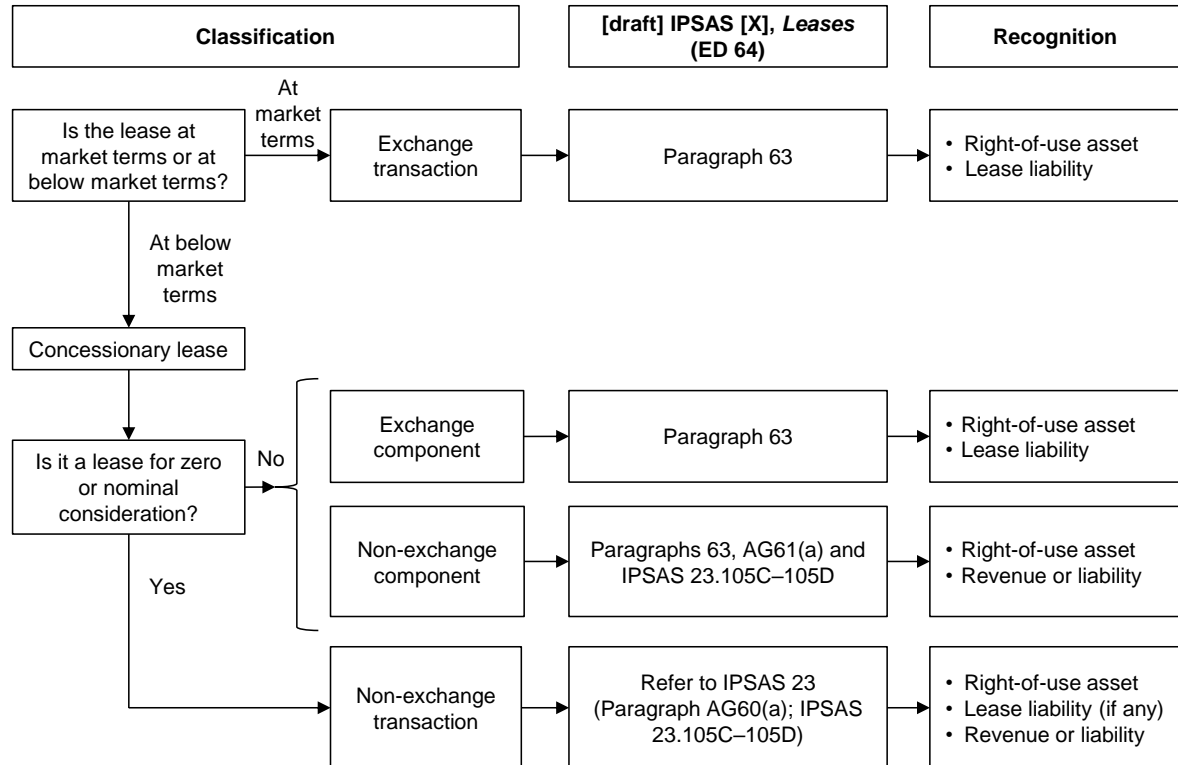 Classification
[draft] IPSAS [X], Leases
(ED 64)
Recognition
Is the lease at
market terms or at
below market terms?
At
market
terms
Exchange
transaction
Paragraph 63
• Right-of-use asset
• Lease liability
At below
market
terms
Concessionary lease
Is it a lease for zero
or nominal
consideration?
No
Exchange
component
Paragraph 63
• Right-of-use asset
• Lease liability
Non-exchange
component
Paragraphs 63, AG61(a) and
IPSAS 23.105C–105D
• Right-of-use asset
• Revenue or liability
Yes
Non-exchange
transaction
Refer to IPSAS 23
(Paragraph AG60(a); IPSAS
23.105C–105D)
• Right-of-use asset
• Lease liability (if any)
• Revenue or liability